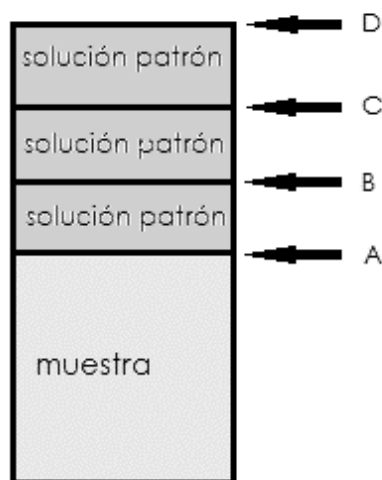 D
solución patrón
C
solución patrón
B
solución patrón
A
muestra